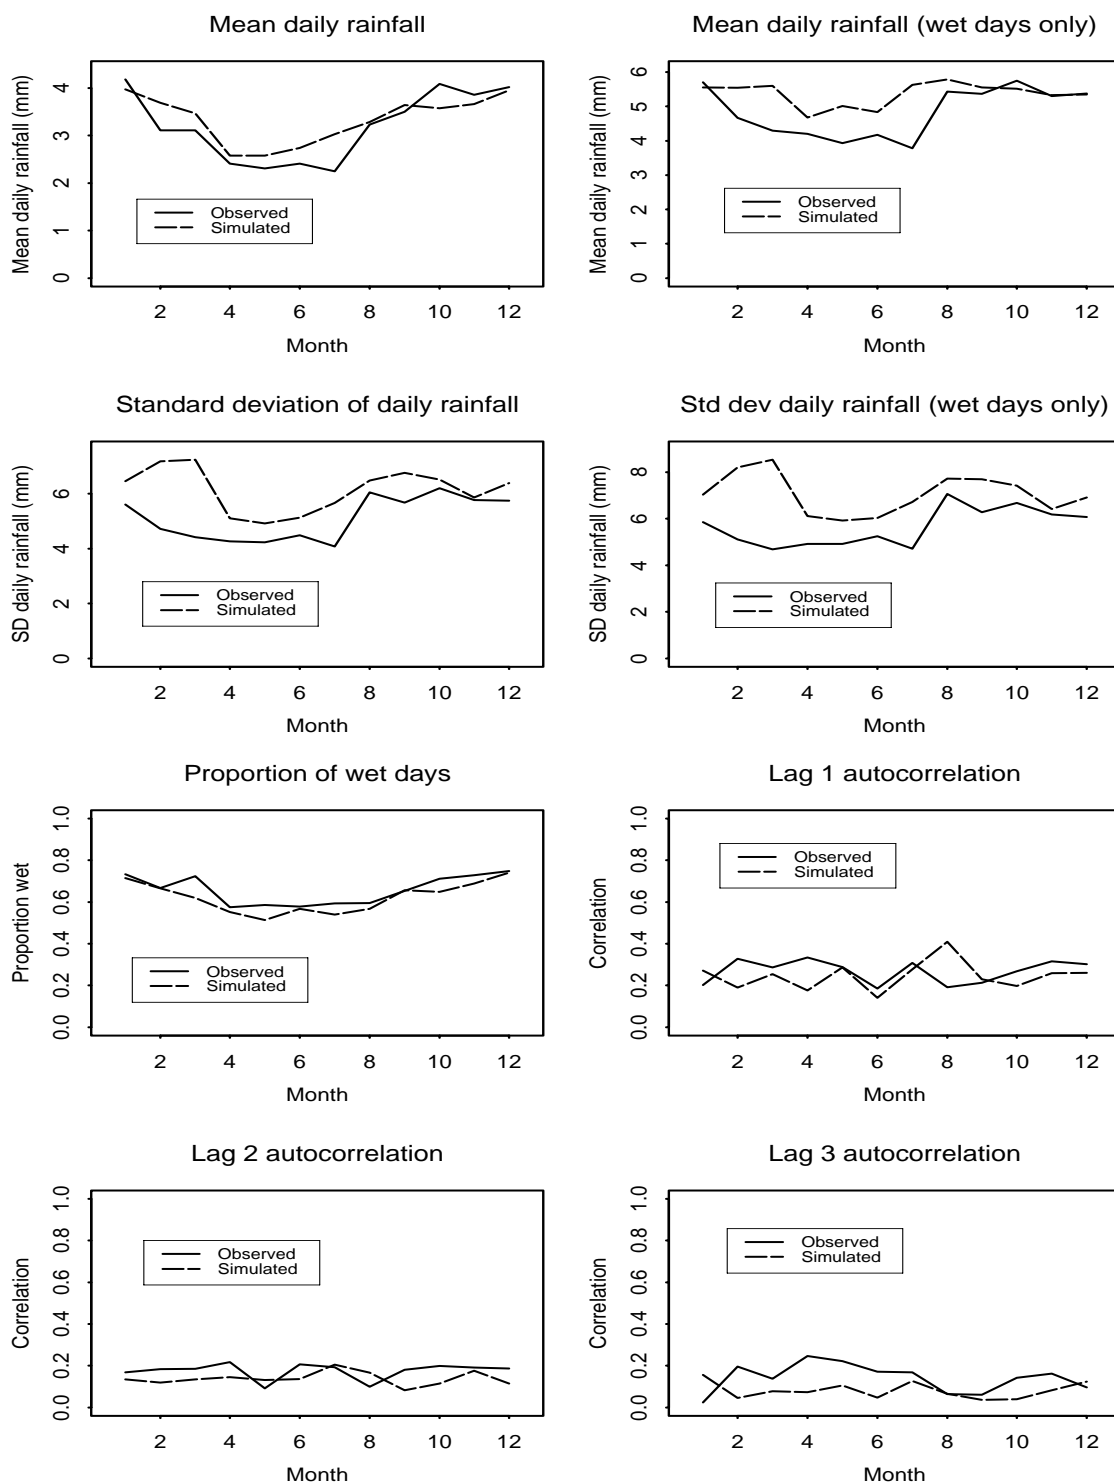 Mean daily rainfall
Mean daily rainfall (mm)
0 1 2 3 4
Observed
Simulated
2 4 6 8 10 12
Month
Mean daily rainfall (wet days only)
Mean daily rainfall (mm)
0 1 2 3 4 5 6
Observed
Simulated
2 4 6 8 10 12
Month
Standard deviation of daily rainfall
SD daily rainfall (mm)
0 2 4 6
Observed
Simulated
2 4 6 8 10 12
Month
Std dev daily rainfall (wet days only)
SD daily rainfall (mm)
0 2 4 6 8
Observed
Simulated
2 4 6 8 10 12
Month
Proportion of wet days
Proportion wet
0.0 0.2 0.4 0.6 0.8 1.0
Observed
Simulated
2 4 6 8 10 12
Month
Lag 1 autocorrelation
Correlation
0.0 0.2 0.4 0.6 0.8 1.0
Observed
Simulated
2 4 6 8 10 12
Month
Lag 2 autocorrelation
Correlation
0.0 0.2 0.4 0.6 0.8 1.0
Observed
Simulated
2 4 6 8 10 12
Month
Lag 3 autocorrelation
Correlation
0.0 0.2 0.4 0.6 0.8 1.0
Observed
Simulated
2 4 6 8 10 12
Month